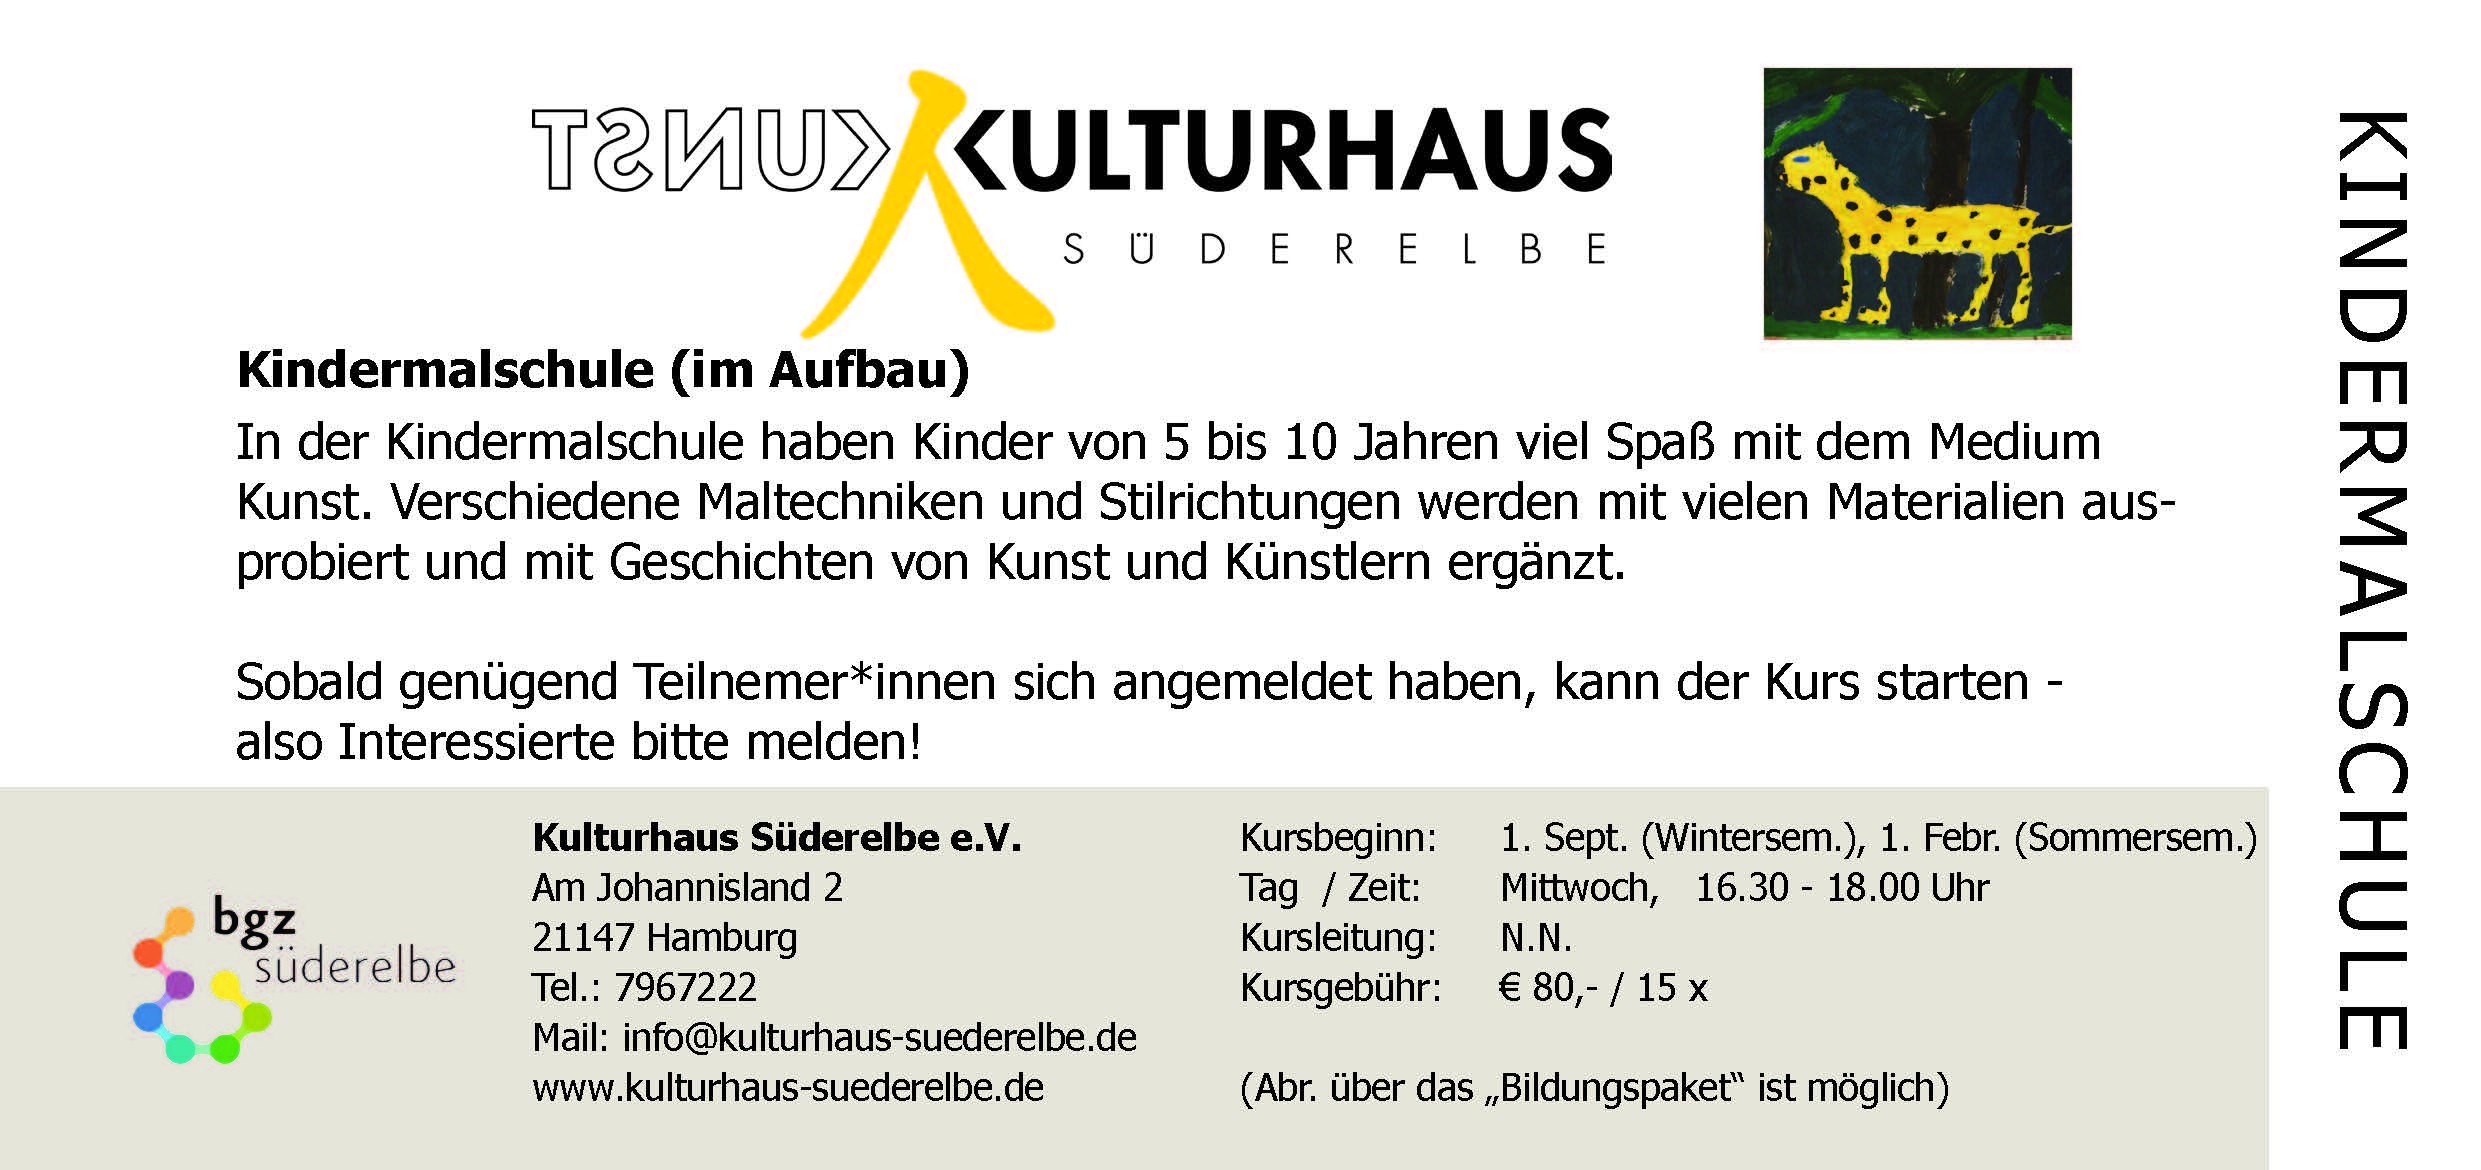 KUNST KULTURHAUS
SÜDERELBE
Kindermalschule (im Aufbau)
In der Kindermalschule haben Kinder von 5 bis 10 Jahren viel Spaß mit dem Medium
Kunst. Verschiedene Maltechniken und Stilrichtungen werden mit vielen Materialien aus-
probiert und mit Geschichten von Kunst und Künstlern ergänzt.
Sobald genügend Teilnemer*innen sich angemeldet haben, kann der Kurs starten -
also Interessierte bitte melden!
KINDERMALSCHULE
bgz
süderelbe
Kulturhaus Süderelbe e.V.
Am Johannisland 2
21147 Hamburg
Tel.: 7967222
Mail: info@kulturhaus-suederelbe.de
www.kulturhaus-suederelbe.de
Kursbeginn: 1. Sept. (Wintersem.), 1. Febr. (Sommersem.)
Tag / Zeit: Mittwoch, 16.30 - 18.00 Uhr
Kursleitung: N.N.
Kursgebühr: € 80,- / 15 x
(Abr. über das „Bildungspaket“ ist möglich)